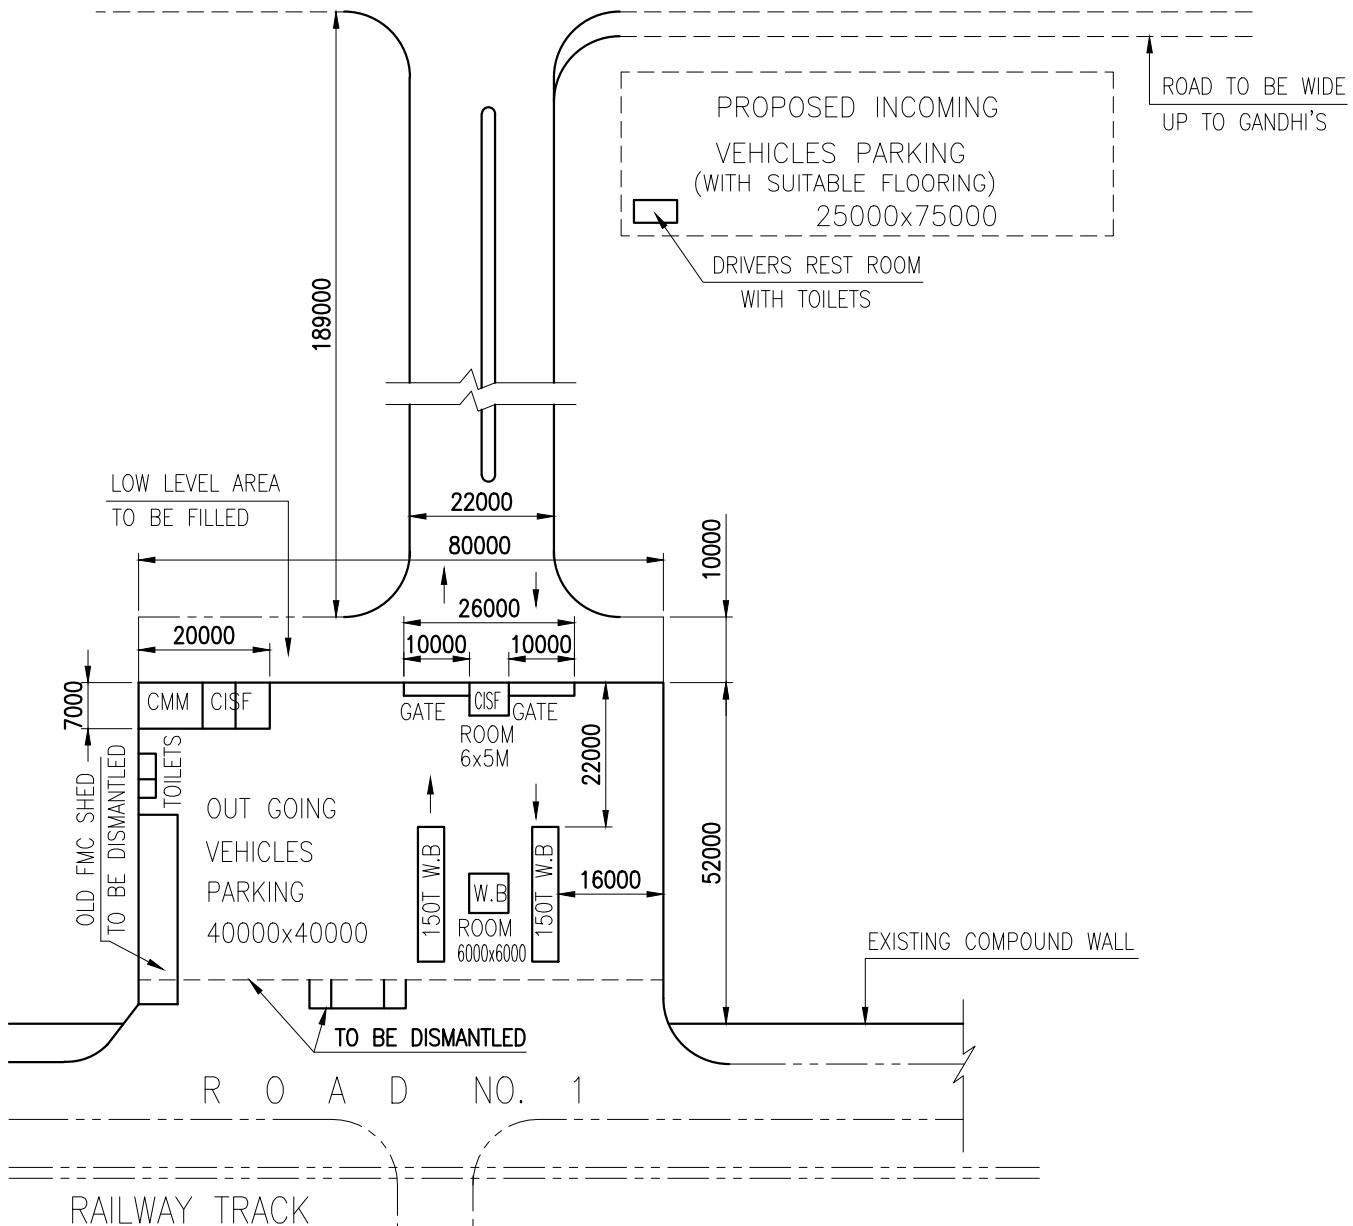 ROAD TO BE WIDE
UP TO GANDHI'S
PROPOSED INCOMING
VEHICLES PARKING
(WITH SUITABLE FLOORING)
25000x75000
DRIVERS REST ROOM
WITH TOILETS
189000
LOW LEVEL AREA
TO BE FILLED
22000
80000
10000
26000
20000
10000
10000
7000
CMM
CISF
CISF
GATE
GATE
ROOM
6x5M
22000
TOILETS
OLD FMC SHED
TO BE DISMANTLED
OUT GOING
VEHICLES
PARKING
40000x40000
150T W.B
W.B
ROOM
6000x6000
150T W.B
16000
52000
EXISTING COMPOUND WALL
TO BE DISMANTLED
ROAD NO. 1
RAILWAY TRACK